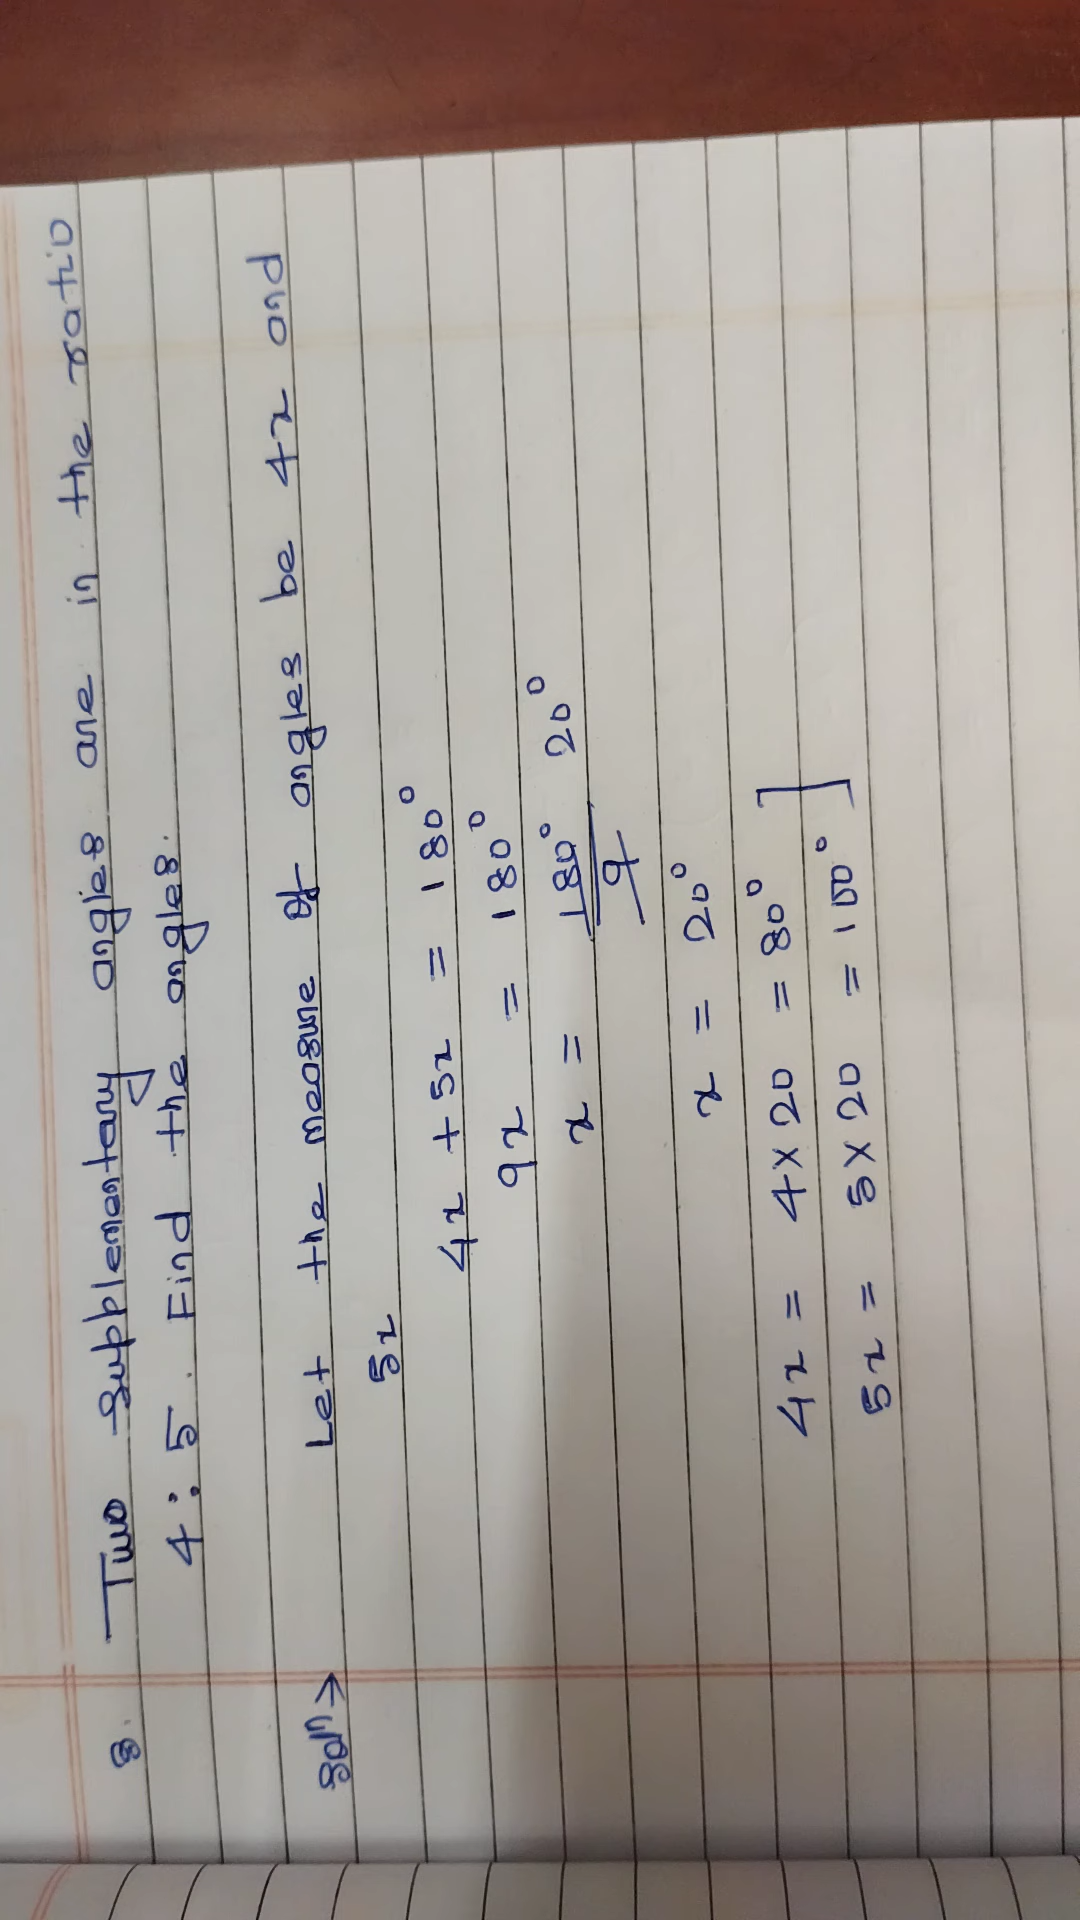 3. Two supplementary angles are in the ratio
4 : 5. Find the angles.
Soln → Let the measure of angles be 4x and
5x
4x + 5x = 180°
9x = 180°
x = 180° 20°
9
x = 20°
4x = 4 × 20 = 80°
5x = 5 × 20 = 100° ]